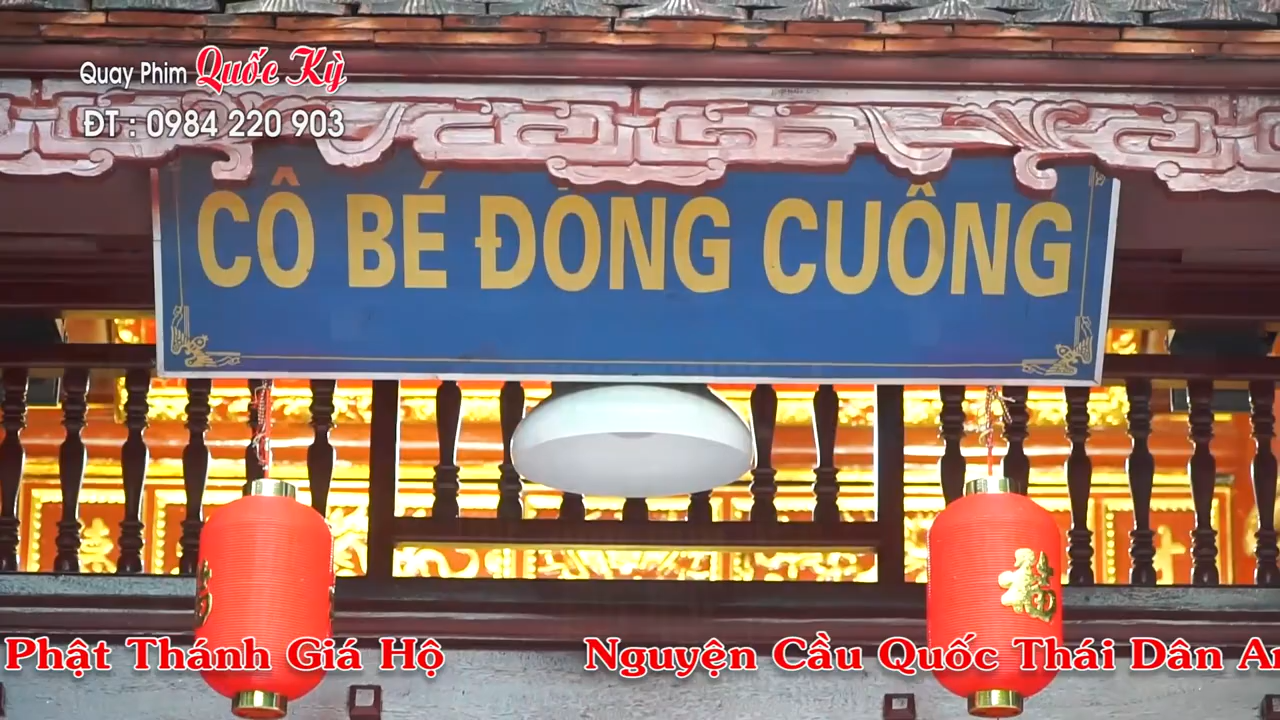 Quay Phim Quốc Kỳ
ĐT : 0984 220 903
CÔ BÉ ĐÔNG CUÔNG
Phật Thánh Giá Hộ Nguyện Cầu Quốc Thái Dân An
福